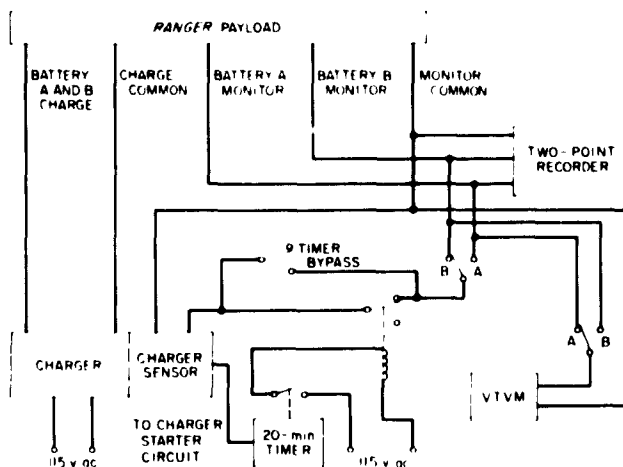 RANGER PAYLOAD
BATTERY
A AND B
CHARGE
CHARGE
COMMON
BATTERY A
MONITOR
BATTERY B
MONITOR
MONITOR
COMMON
TWO-POINT
RECORDER
9 TIMER
BYPASS
B
A
A
B
CHARGER
CHARGER
SENSOR
VTVM
TO CHARGER
STARTER
CIRCUIT
20-min
TIMER
115 v ac
115 v ac